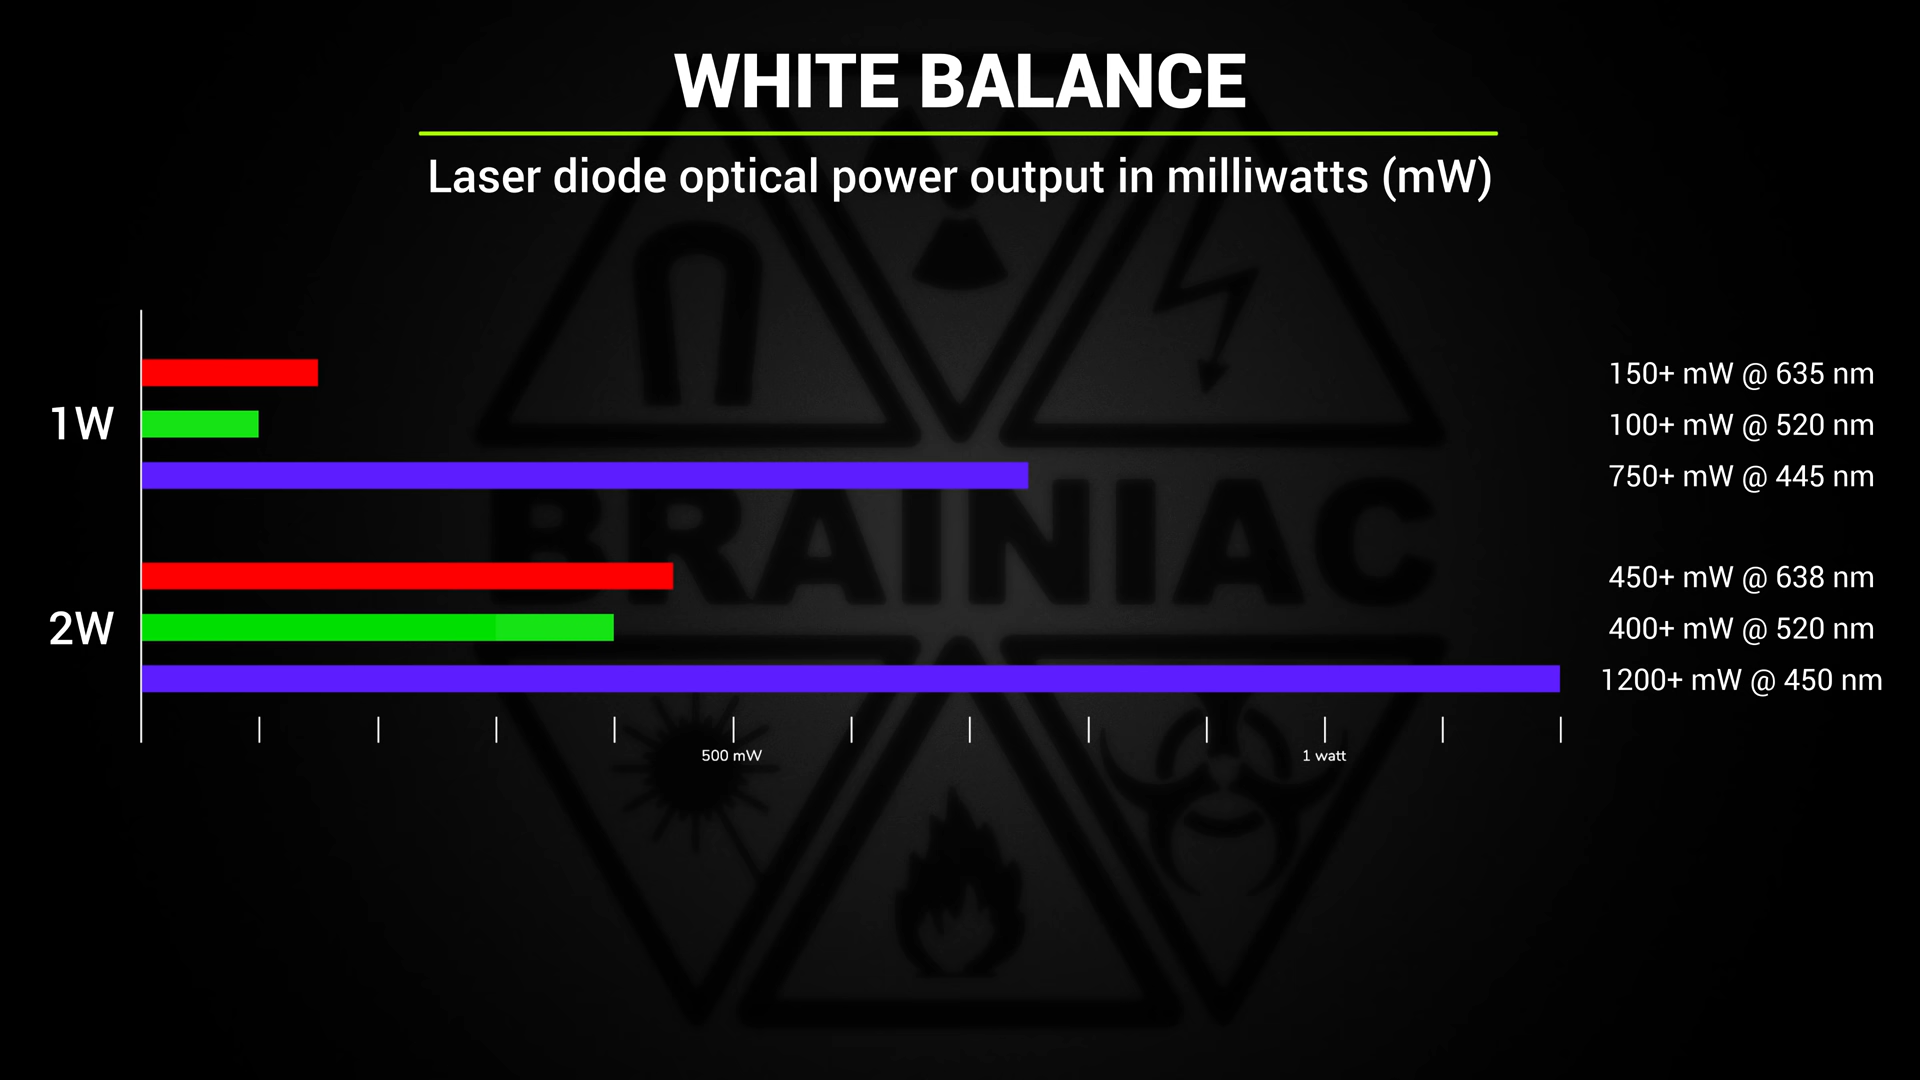 WHITE BALANCE
Laser diode optical power output in milliwatts (mW)
1W
150+ mW @ 635 nm
100+ mW @ 520 nm
750+ mW @ 445 nm
BRAINIAC
2W
450+ mW @ 638 nm
400+ mW @ 520 nm
1200+ mW @ 450 nm
500 mW
1 watt